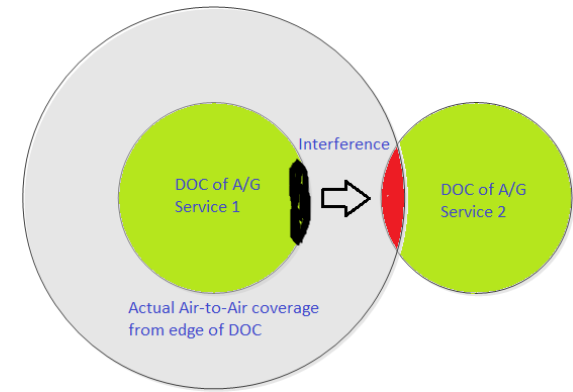 Interference
DOC of A/G
Service 1
DOC of A/G
Service 2
Actual Air-to-Air coverage
from edge of DOC